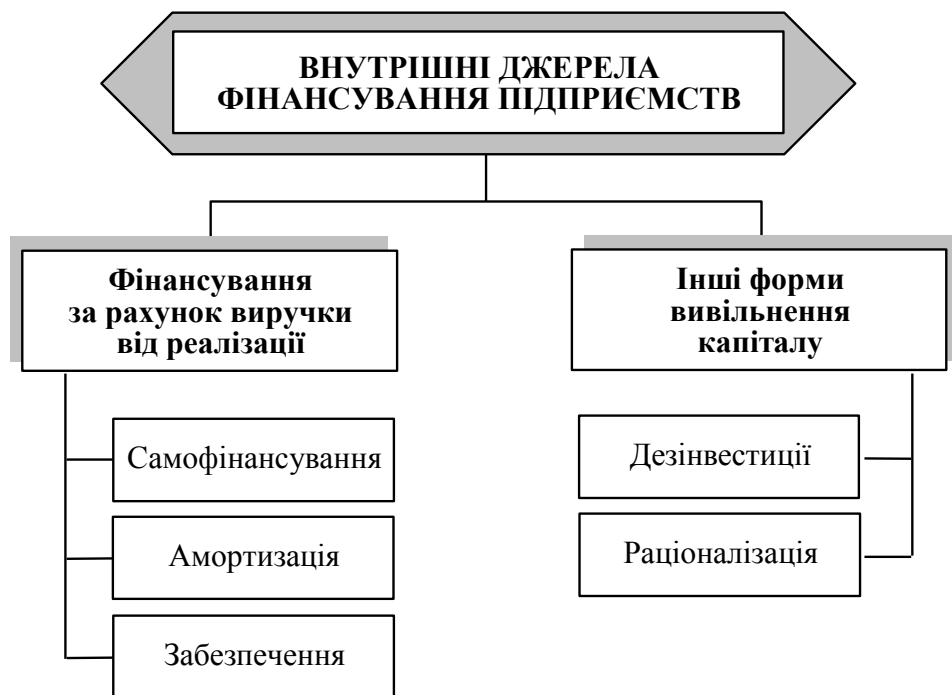 ВНУТРІШНІ ДЖЕРЕЛА
ФІНАНСУВАННЯ ПІДПРИЄМСТВ
Фінансування
за рахунок виручки
від реалізації
Самофінансування
Амортизація
Забезпечення
Інші форми
вивільнення
капіталу
Дезінвестиції
Раціоналізація